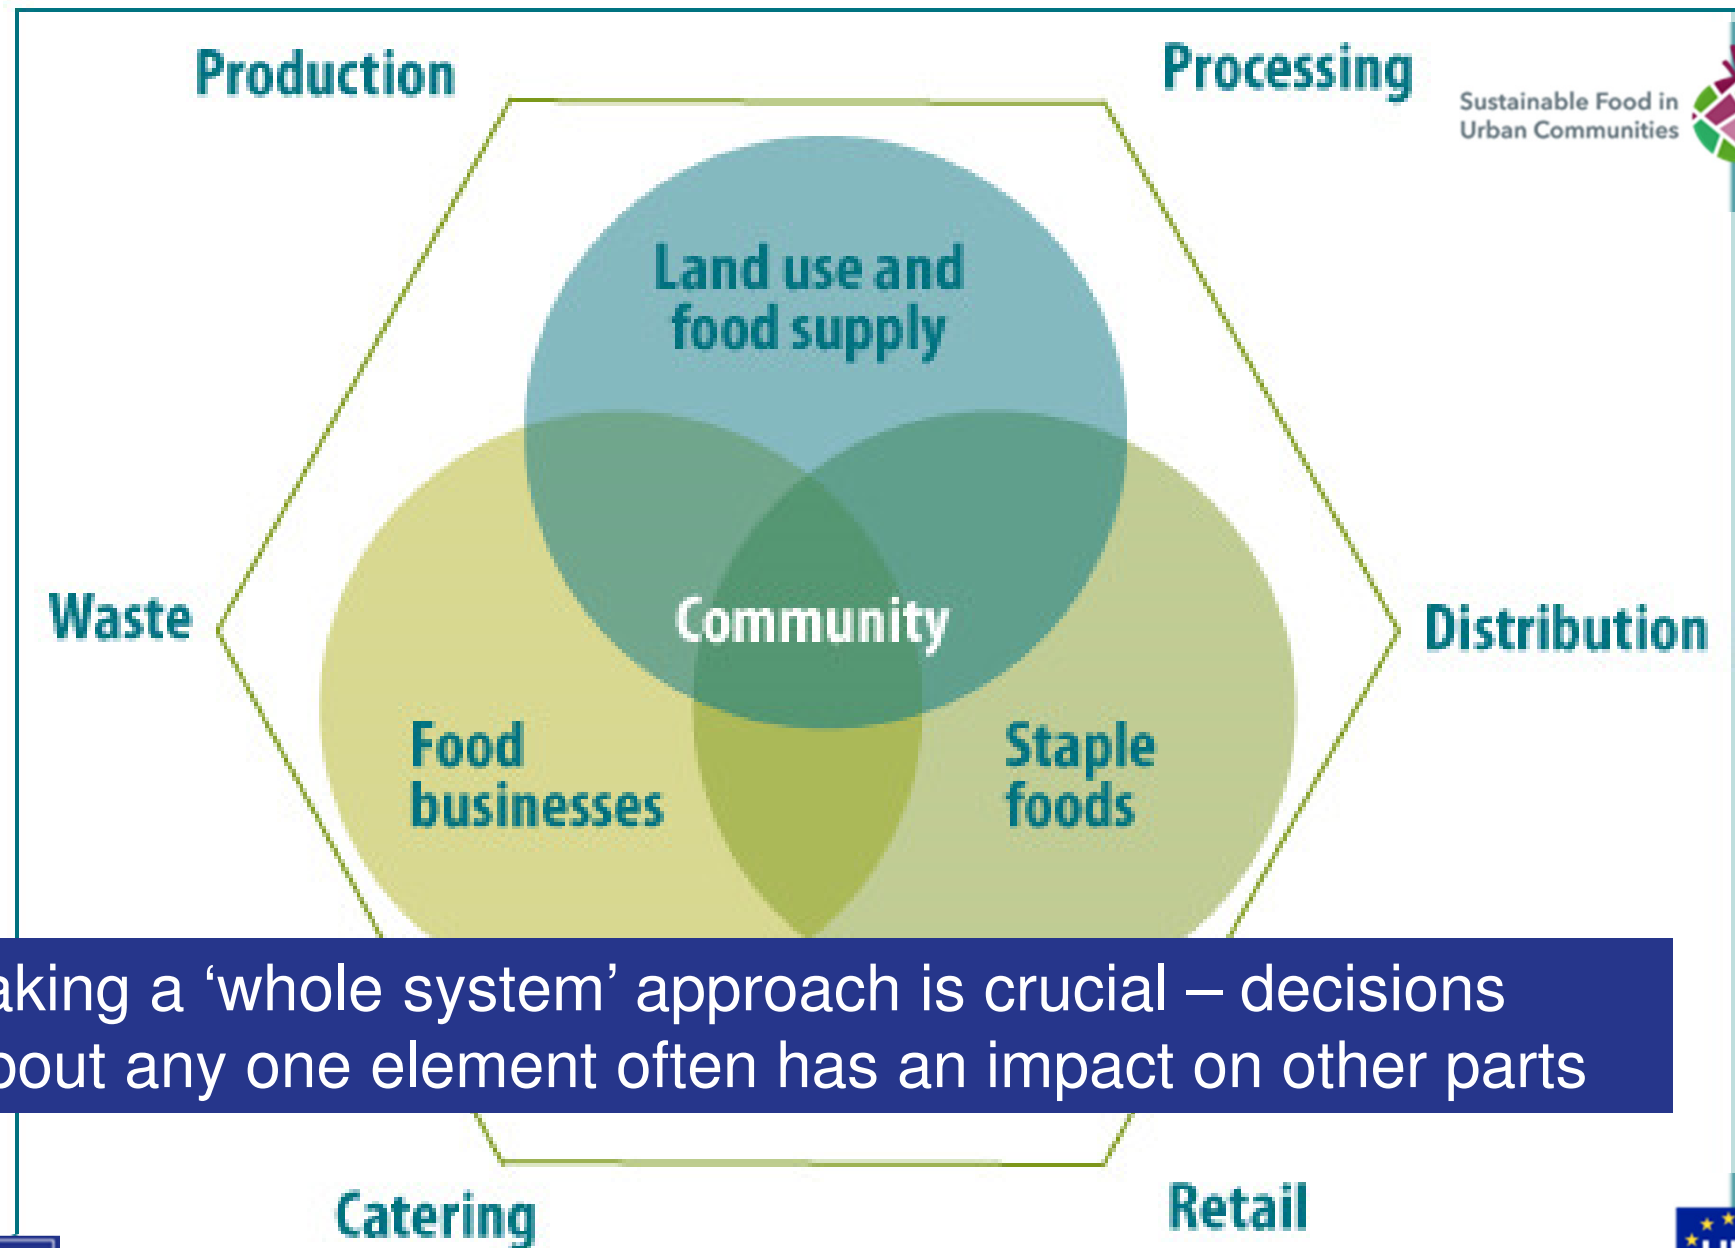 Production
Processing
Sustainable Food in
Urban Communities
Land use and
food supply
Waste
Community
Distribution
Food
businesses
Staple
foods
aking a ‘whole system’ approach is crucial – decisions
bout any one element often has an impact on other parts
Catering
Retail